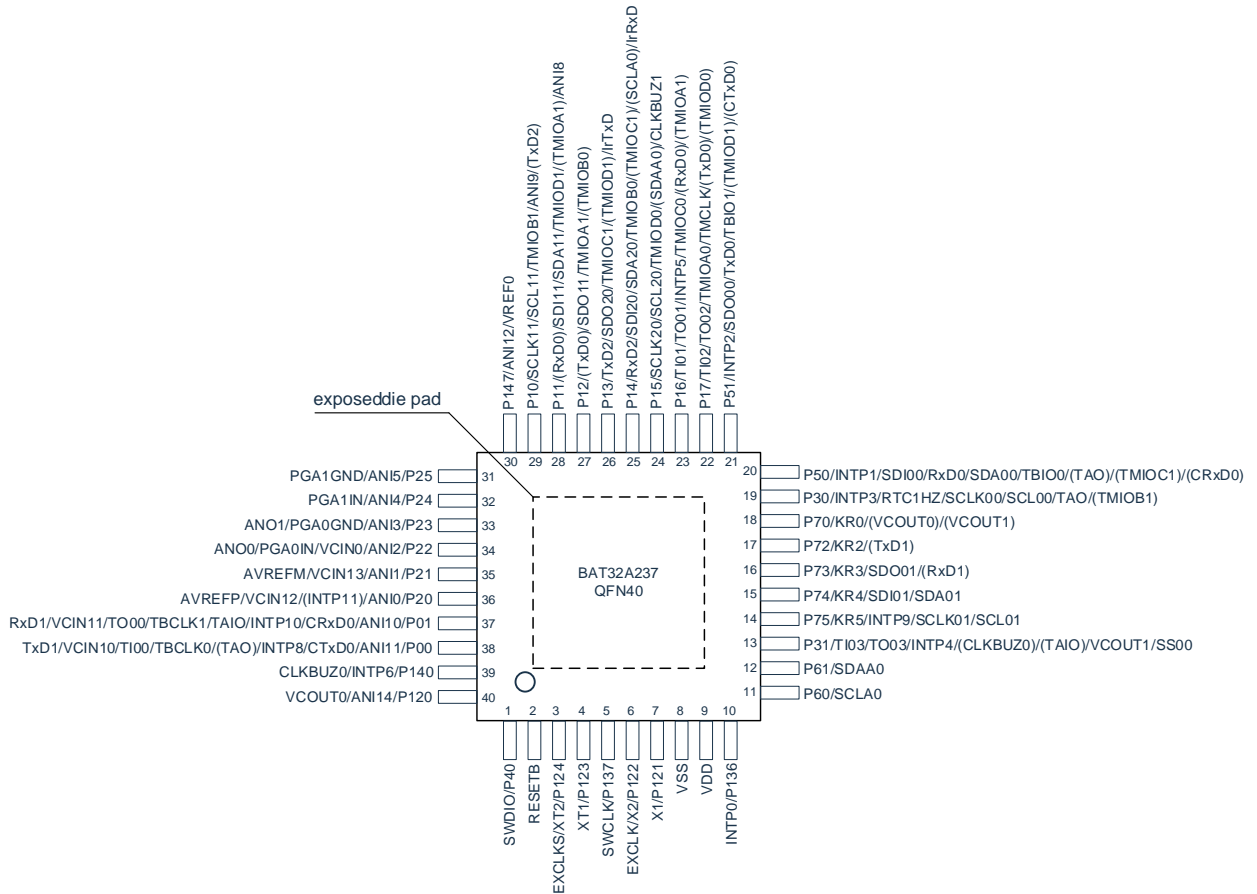 P147/ANI12/VREF0
P10/SCLK11/SCL11/TMIOB1/ANI9/(TxD2)
P11/(RxD0)/SDI11/SDA11/TMIOD1/(TMIOA1)/ANI8
P12/(TxD0)/SDO11/TMIOA1/(TMIOB0)
P13/TxD2/SDO20/TMIOC1/(TMIOD1)/IrTxD
P14/RxD2/SDI20/SDA20/TMIOB0/(TMIOC1)/(SCLA0)/IrRxD
P15/SCLK20/SCL20/TMIOD0/(SDAA0)/CLKBUZ1
P16/TI01/TO01/INTP5/TMIOC0/(RxD0)/(TMIOA1)
P17/TI02/TO02/TMIOA0/TMCLK/(TxD0)/(TMIOD0)
P51/INTP2/SDO00/TxD0/TBIO1/(TMIOD1)/(CTxD0)
exposeddie pad
30 29 28 27 26 25 24 23 22 21
PGA1GND/ANI5/P25 31
PGA1IN/ANI4/P24 32
ANO1/PGA0GND/ANI3/P23 33
ANO0/PGA0IN/VCIN0/ANI2/P22 34
AVREFM/VCIN13/ANI1/P21 35
AVREFP/VCIN12/(INTP11)/ANI0/P20 36
RxD1/VCIN11/TO00/TBCLK1/TAIO/INTP10/CRxD0/ANI10/P01 37
TxD1/VCIN10/TI00/TBCLK0/(TAO)/INTP8/CTxD0/ANI11/P00 38
CLKBUZ0/INTP6/P140 39
VCOUT0/ANI14/P120 40
BAT32A237
QFN40
20 P50/INTP1/SDI00/RxD0/SDA00/TBIO0/(TAO)/(TMIOC1)/(CRxD0)
19 P30/INTP3/RTC1HZ/SCLK00/SCL00/TAO/(TMIOB1)
18 P70/KR0/(VCOUT0)/(VCOUT1)
17 P72/KR2/(TxD1)
16 P73/KR3/SDO01/(RxD1)
15 P74/KR4/SDI01/SDA01
14 P75/KR5/INTP9/SCLK01/SCL01
13 P31/TI03/TO03/INTP4/(CLKBUZ0)/(TAIO)/VCOUT1/SS00
12 P61/SDAA0
11 P60/SCLA0
1 2 3 4 5 6 7 8 9 10
SWDIO/P40
RESETB
EXCLKS/XT2/P124
XT1/P123
SWCLK/P137
EXCLK/X2/P122
X1/P121
VSS
VDD
INTP0/P136